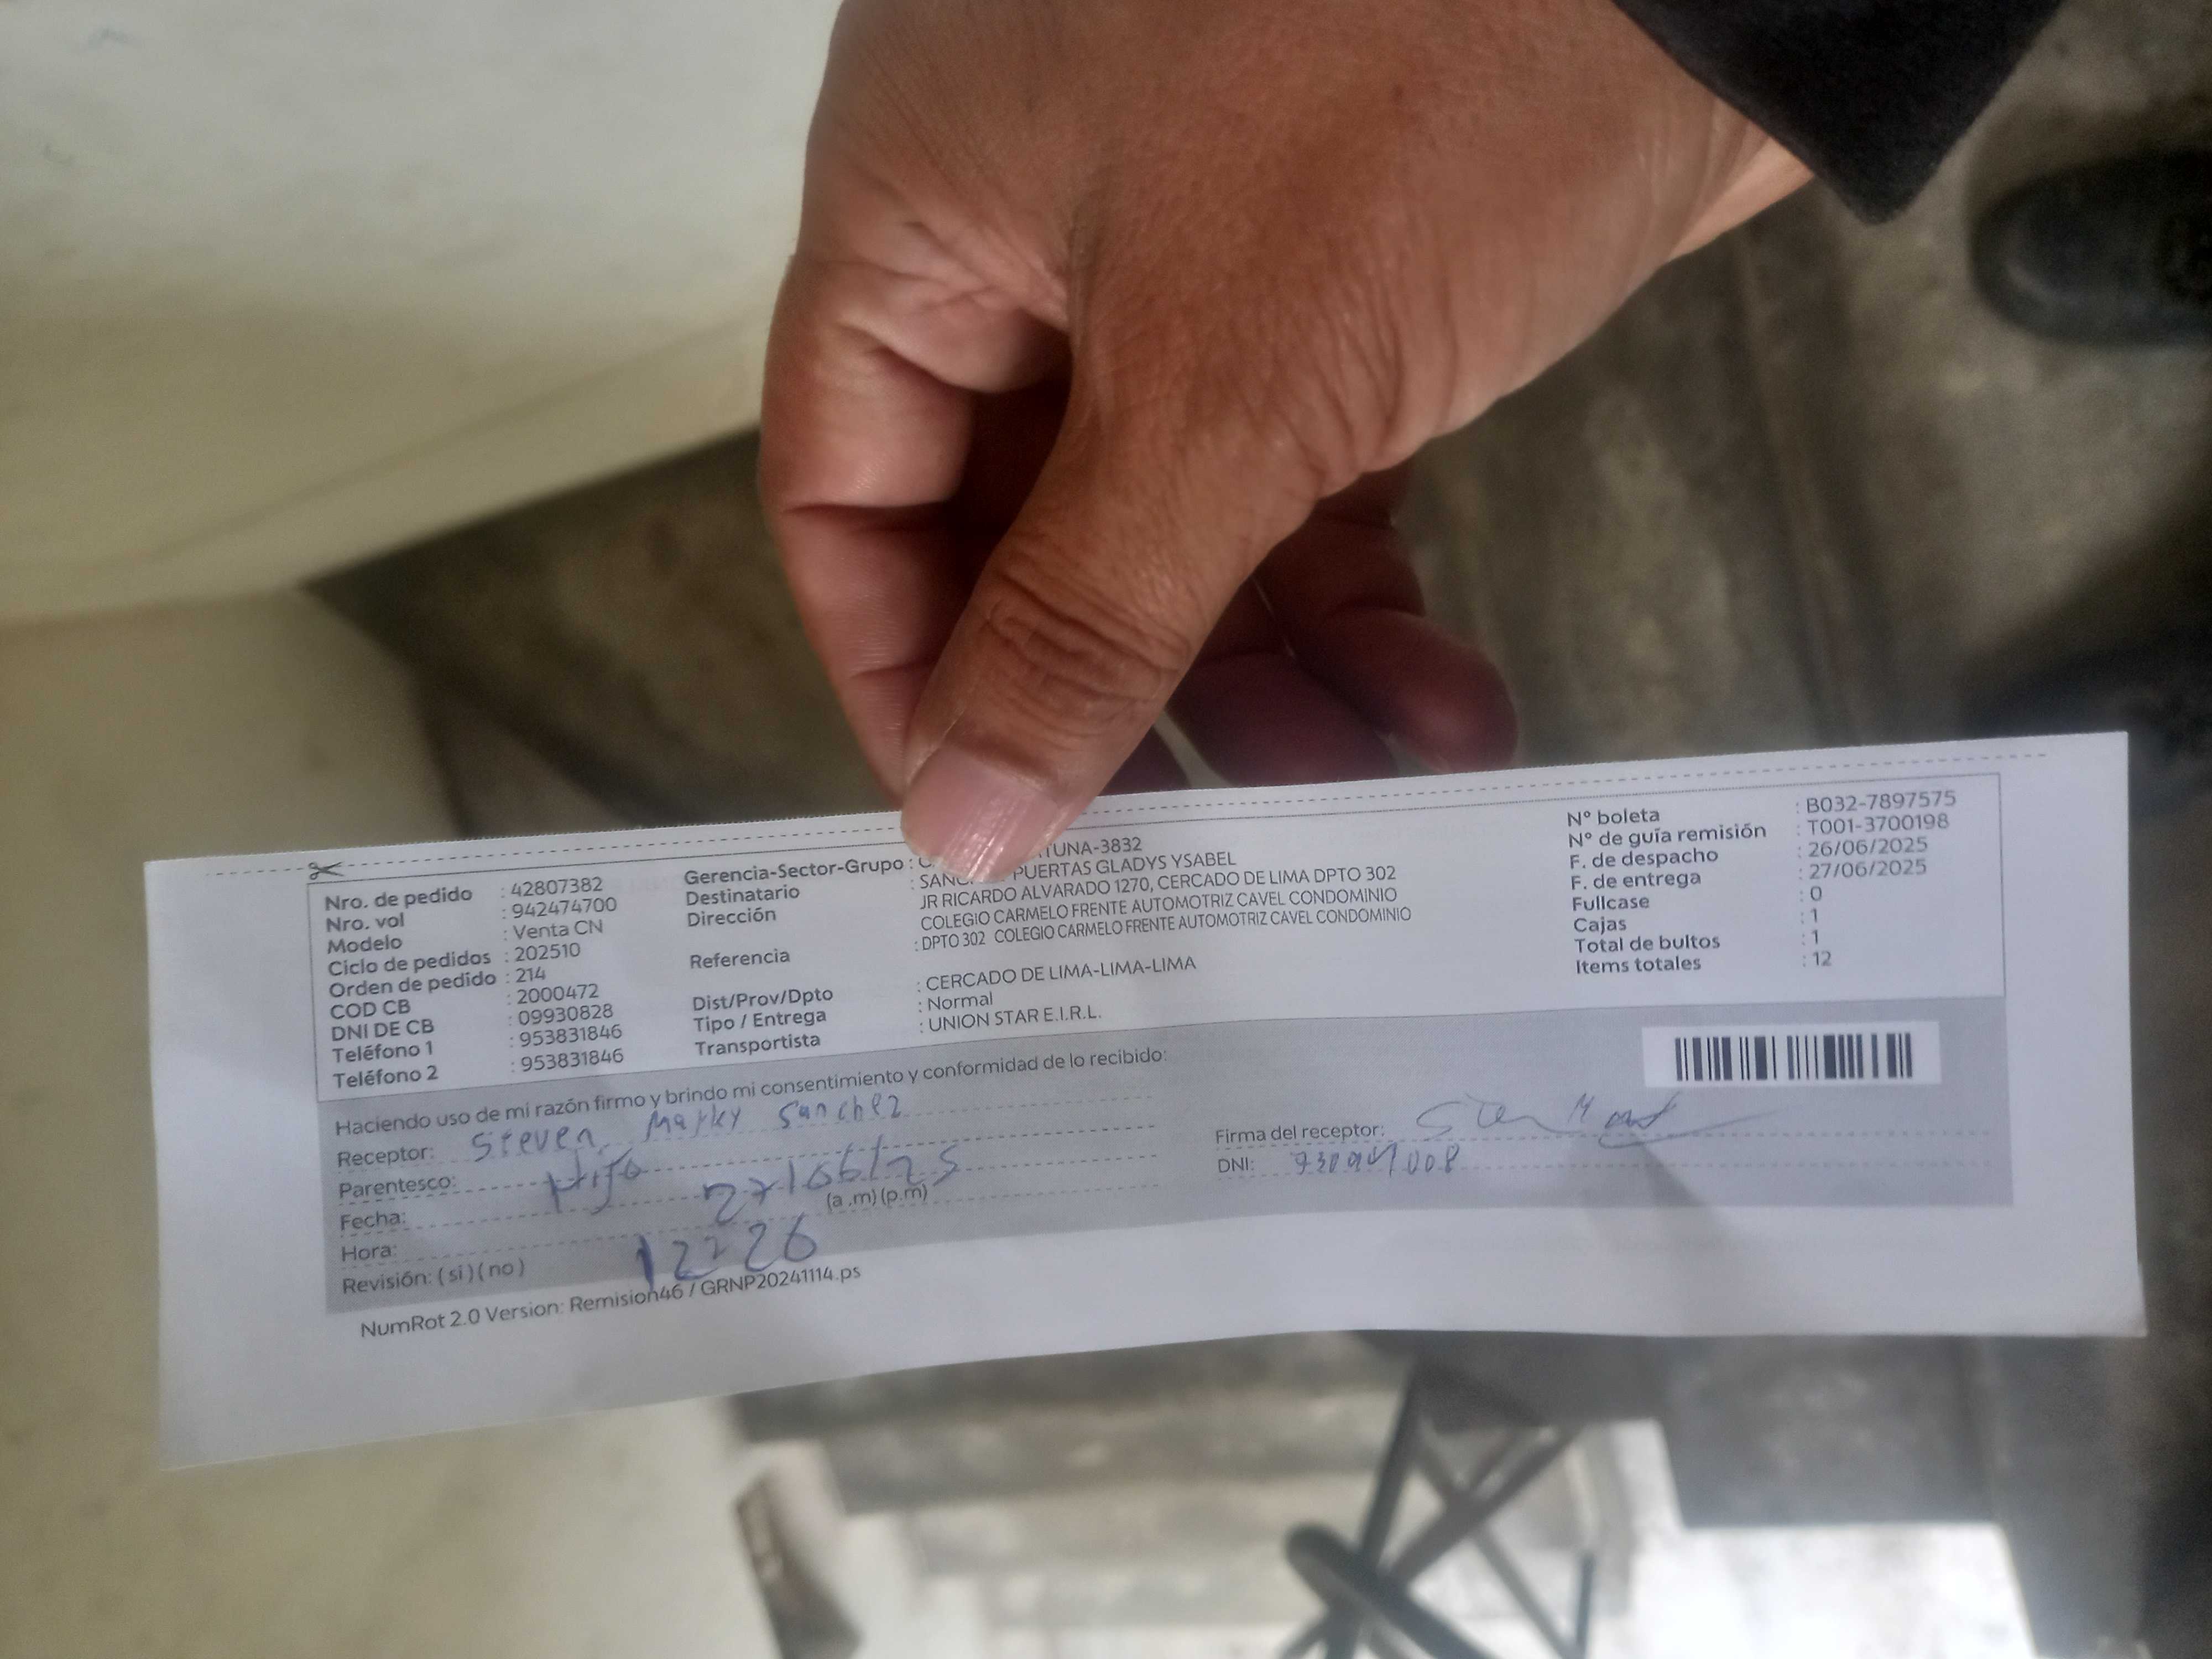 Nro. de pedido : 42807382
Nro. vol : 942474700
Modelo : Venta CN
Ciclo de pedidos : 202510
Orden de pedido : 214
COD CB : 2000472
DNI DE CB : 09930828
Teléfono 1 : 953831846
Teléfono 2 : 953831846
Gerencia-Sector-Grupo : TUNA-3832
Destinatario : PUERTAS GLADYS YSABEL
Dirección JR RICARDO ALVARADO 1270, CERCADO DE LIMA DPTO 302
COLEGIO CARMELO FRENTE AUTOMOTRIZ CAVEL CONDOMINIO
Referencia : DPTO 302 COLEGIO CARMELO FRENTE AUTOMOTRIZ CAVEL CONDOMINIO
Dist/Prov/Dpto : CERCADO DE LIMA-LIMA-LIMA
Tipo / Entrega : Normal
Transportista : UNION STAR E.I.R.L.
N° boleta : B032-7897575
N° de guía remisión : T001-3700198
F. de despacho : 26/06/2025
F. de entrega : 27/06/2025
Fullcase : 0
Cajas : 1
Total de bultos : 1
Items totales : 12
Haciendo uso de mi razón firmo y brindo mi consentimiento y conformidad de lo recibido:
Receptor: Steven Sanchez
Parentesco: Hijo
Fecha: 27/06/25
Hora: 12 26 (a.m) (p.m)
Revisión: ( si ) ( no )
Firma del receptor:
DNI:
NumRot 2.0 Version: Remision46 / GRNP20241114.ps